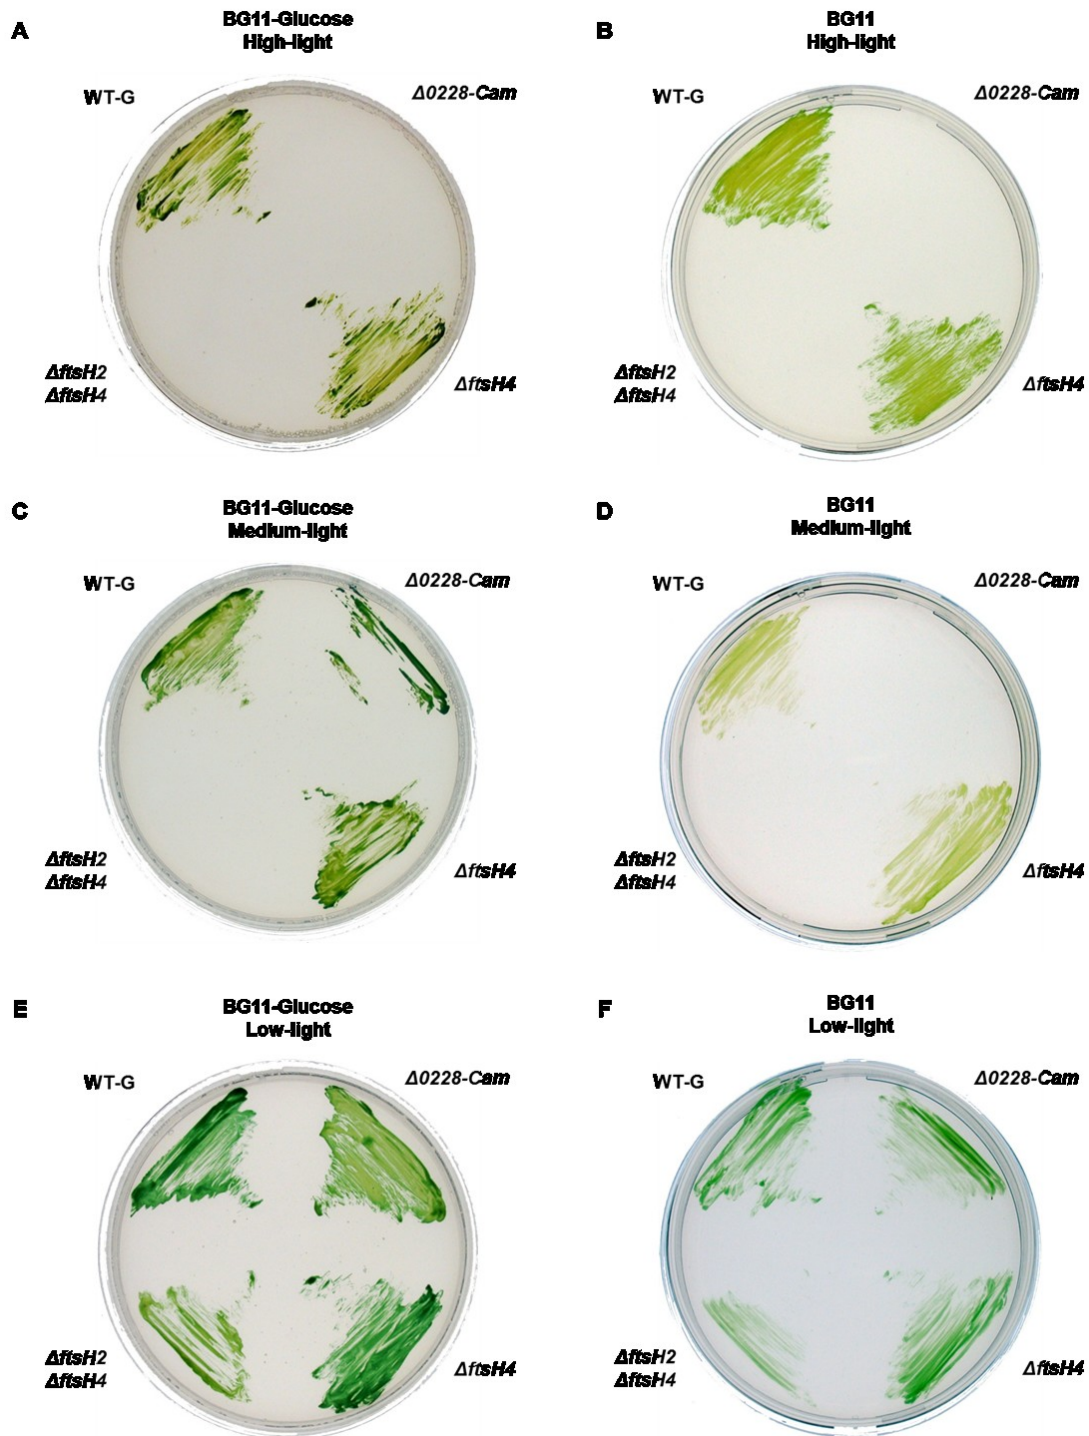 A
BG11-Glucose
High-light
WT-G
Δ0228-Cam
ΔftsH2
ΔftsH4
ΔftsH4
B
BG11
High-light
WT-G
Δ0228-Cam
ΔftsH2
ΔftsH4
ΔftsH4
C
BG11-Glucose
Medium-light
WT-G
Δ0228-Cam
ΔftsH2
ΔftsH4
ΔftsH4
D
BG11
Medium-light
WT-G
Δ0228-Cam
ΔftsH2
ΔftsH4
ΔftsH4
E
BG11-Glucose
Low-light
WT-G
Δ0228-Cam
ΔftsH2
ΔftsH4
ΔftsH4
F
BG11
Low-light
WT-G
Δ0228-Cam
ΔftsH2
ΔftsH4
ΔftsH4